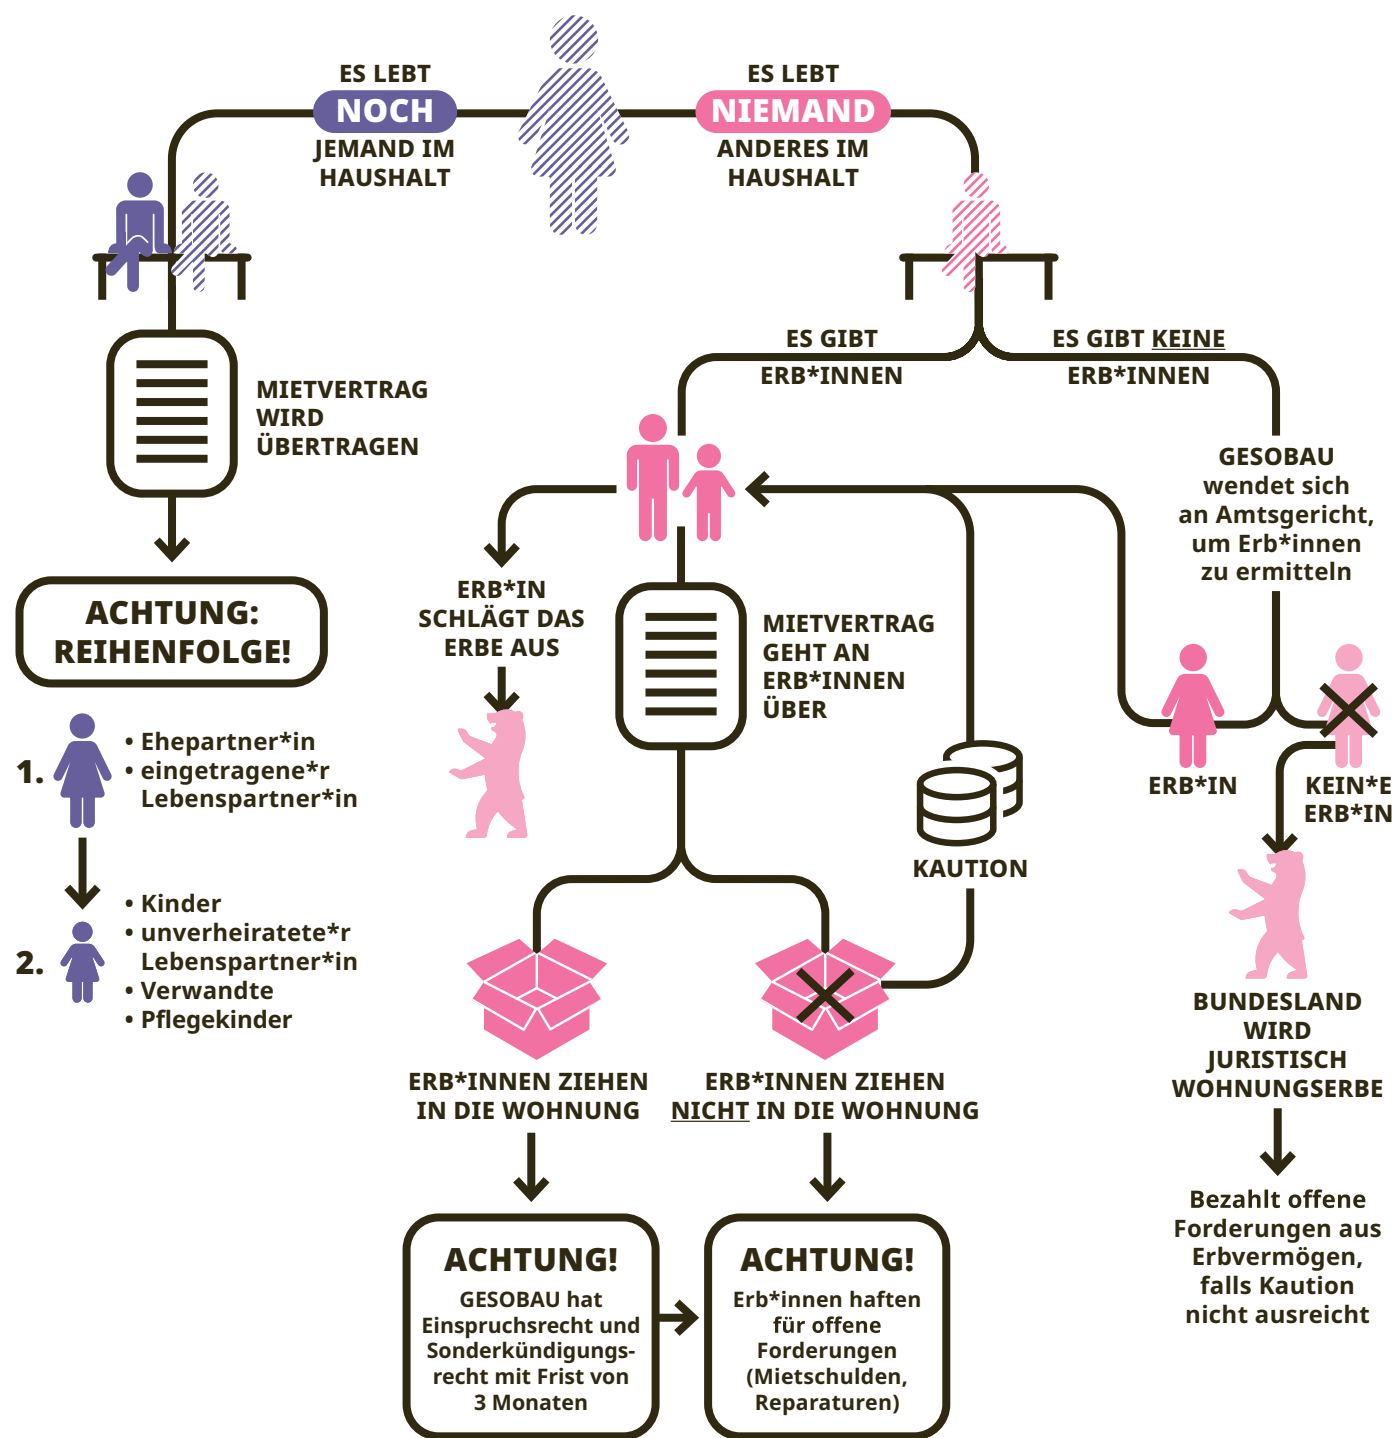 ES LEBT
NOCH
JEMAND IM
HAUSHALT
ES LEBT
NIEMAND
ANDERES IM
HAUSHALT
MIETVERTRAG
WIRD
ÜBERTRAGEN
ACHTUNG:
REIHENFOLGE!
1.
• Ehepartner*in
• eingetragene*r
Lebenspartner*in
2.
• Kinder
• unverheiratete*r
Lebenspartner*in
• Verwandte
• Pflegekinder
ES GIBT
ERB*INNEN
ES GIBT KEINE
ERB*INNEN
ERB*IN
SCHLÄGT DAS
ERBE AUS
MIETVERTRAG
GEHT AN
ERB*INNEN
ÜBER
KAUTION
GESOBAU
wendet sich
an Amtsgericht,
um Erb*innen
zu ermitteln
ERB*IN
KEIN*E
ERB*IN
BUNDESLAND
WIRD
JURISTISCH
WOHNUNGSERBE
Bezahlt offene
Forderungen aus
Erbvermögen,
falls Kaution
nicht ausreicht
ERB*INNEN ZIEHEN
IN DIE WOHNUNG
ERB*INNEN ZIEHEN
NICHT IN DIE WOHNUNG
ACHTUNG!
GESOBAU hat
Einspruchsrecht und
Sonderkündigungs-
recht mit Frist von
3 Monaten
ACHTUNG!
Erb*innen haften
für offene
Forderungen
(Mietschulden,
Reparaturen)